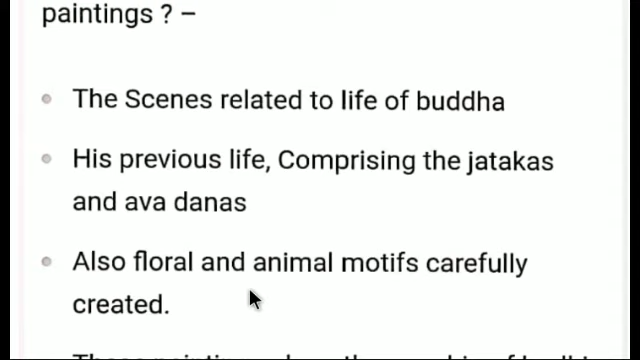 paintings ? –
The Scenes related to life of buddha
His previous life, Comprising the jatakas
and ava danas
Also floral and animal motifs carefully
created.